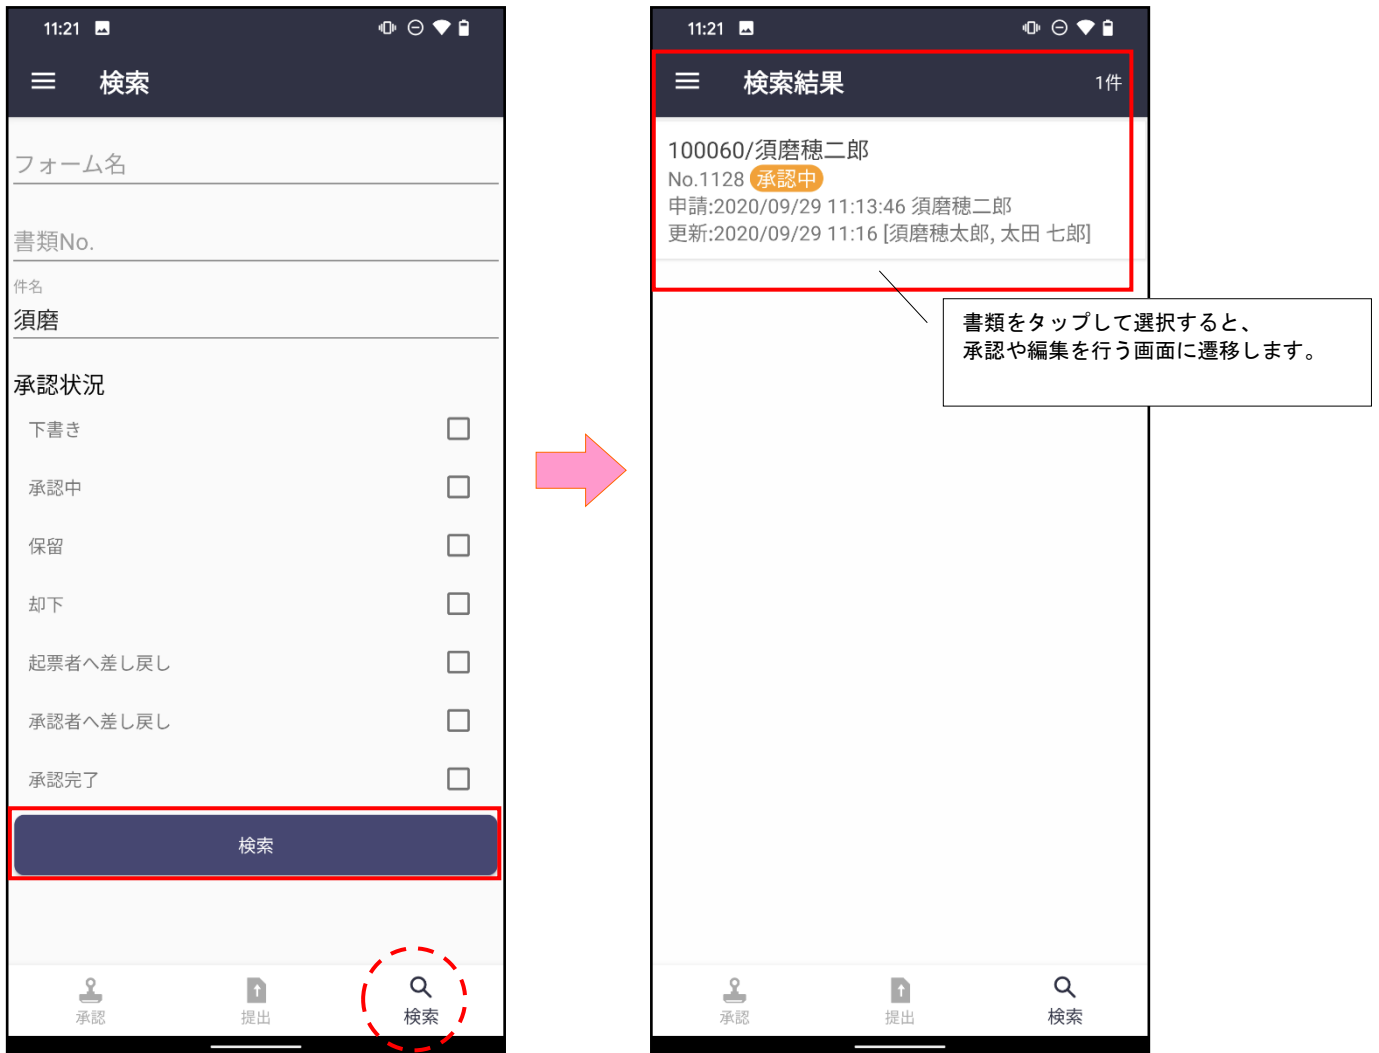 11:21
検索
フォーム名
書類No.
件名
須磨
承認状況
下書き
承認中
保留
却下
起票者へ差し戻し
承認者へ差し戻し
承認完了
検索
承認
提出
検索
11:21
検索結果
1件
100060/須磨穂二郎
No.1128 承認中
申請:2020/09/29 11:13:46 須磨穂二郎
更新:2020/09/29 11:16 [須磨穂太郎, 太田 七郎]
書類をタップして選択すると、
承認や編集を行う画面に遷移します。
承認
提出
検索